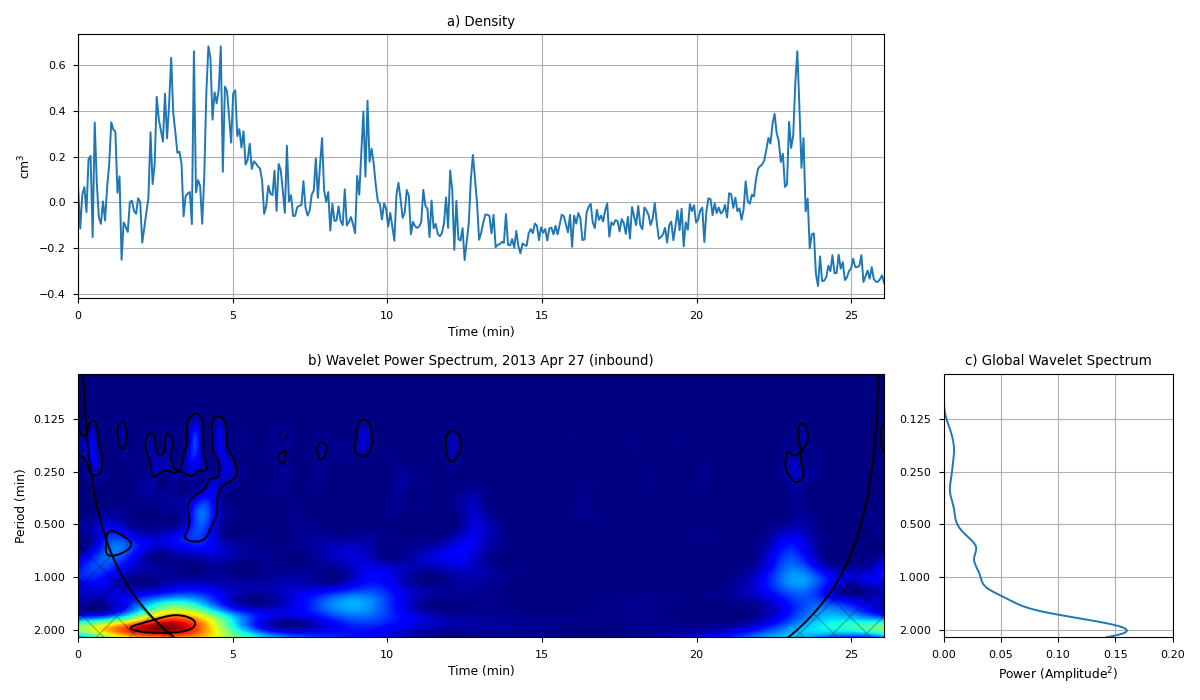 a) Density
cm³
0.6
0.4
0.2
0.0
−0.2
−0.4
0 5 10 15 20 25
Time (min)
b) Wavelet Power Spectrum, 2013 Apr 27 (inbound)
Period (min)
0.125
0.250
0.500
1.000
2.000
0 5 10 15 20 25
Time (min)
c) Global Wavelet Spectrum
0.125
0.250
0.500
1.000
2.000
0.00 0.05 0.10 0.15 0.20
Power (Amplitude²)